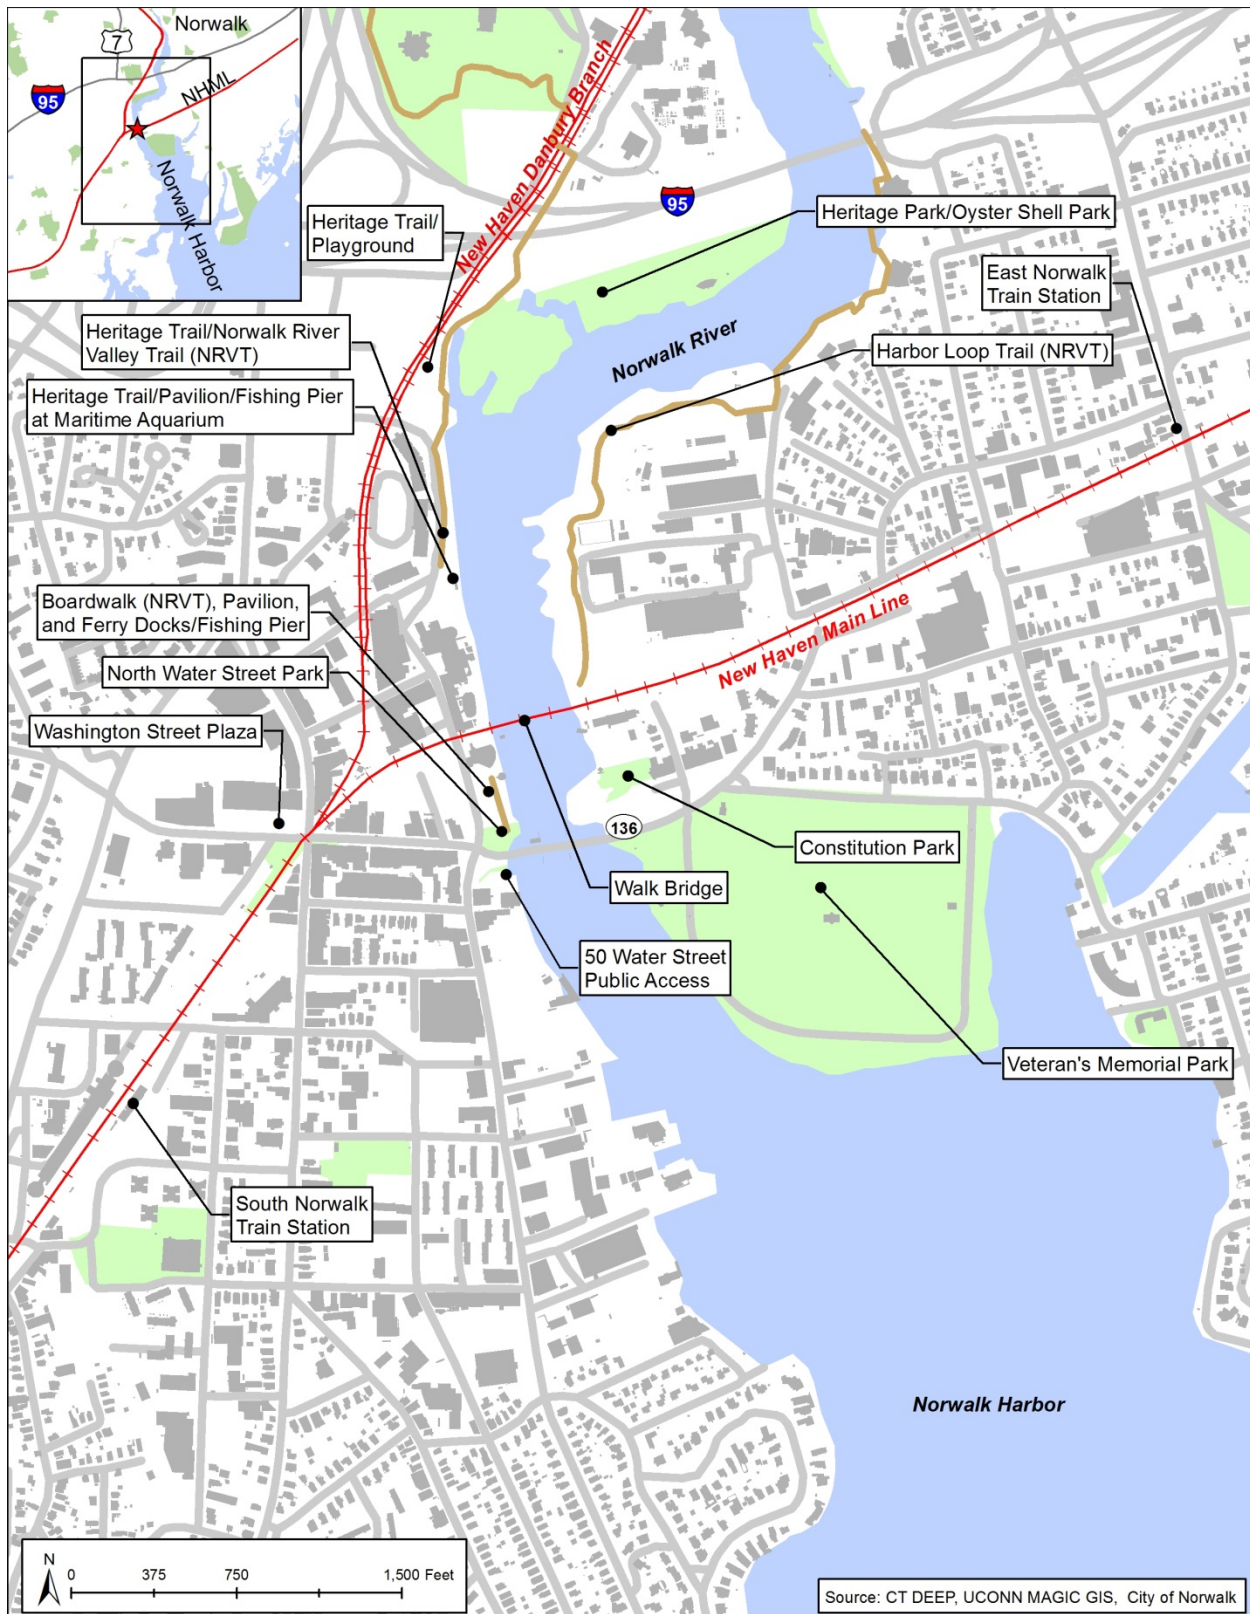 Norwalk
7
95
NHML
Norwalk Harbor
New Haven Danbury Branch
95
Heritage Trail/
Playground
Heritage Park/Oyster Shell Park
East Norwalk
Train Station
Heritage Trail/Norwalk River
Valley Trail (NRVT)
Norwalk River
Harbor Loop Trail (NRVT)
Heritage Trail/Pavilion/Fishing Pier
at Maritime Aquarium
Boardwalk (NRVT), Pavilion,
and Ferry Docks/Fishing Pier
New Haven Main Line
North Water Street Park
Washington Street Plaza
136
Constitution Park
Walk Bridge
50 Water Street
Public Access
Veteran's Memorial Park
South Norwalk
Train Station
Norwalk Harbor
N
0 375 750 1,500 Feet
Source: CT DEEP, UCONN MAGIC GIS, City of Norwalk